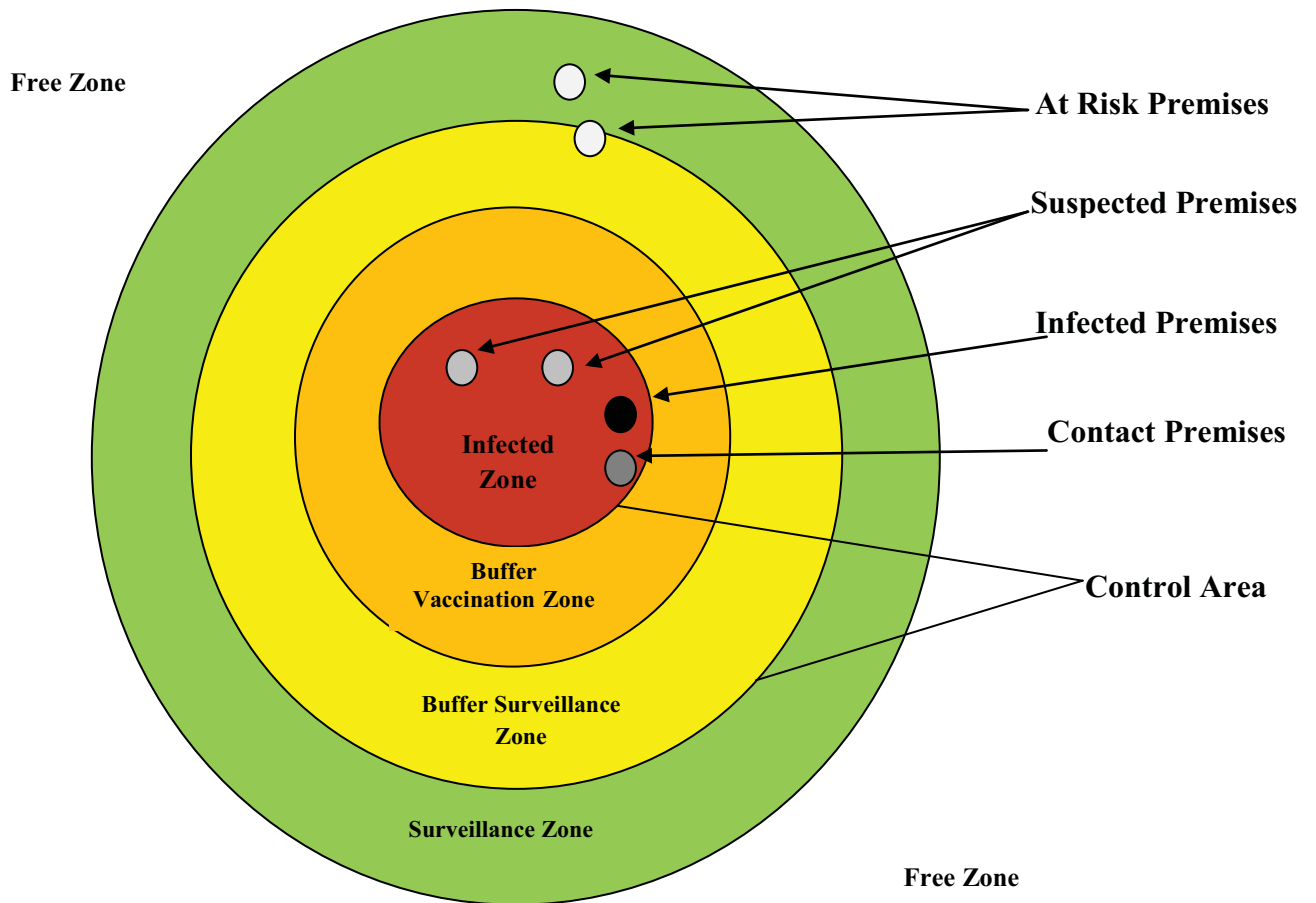 Free Zone
At Risk Premises
Suspected Premises
Infected Premises
Contact Premises
Infected
Zone
Buffer
Vaccination Zone
Control Area
Buffer Surveillance
Zone
Surveillance Zone
Free Zone